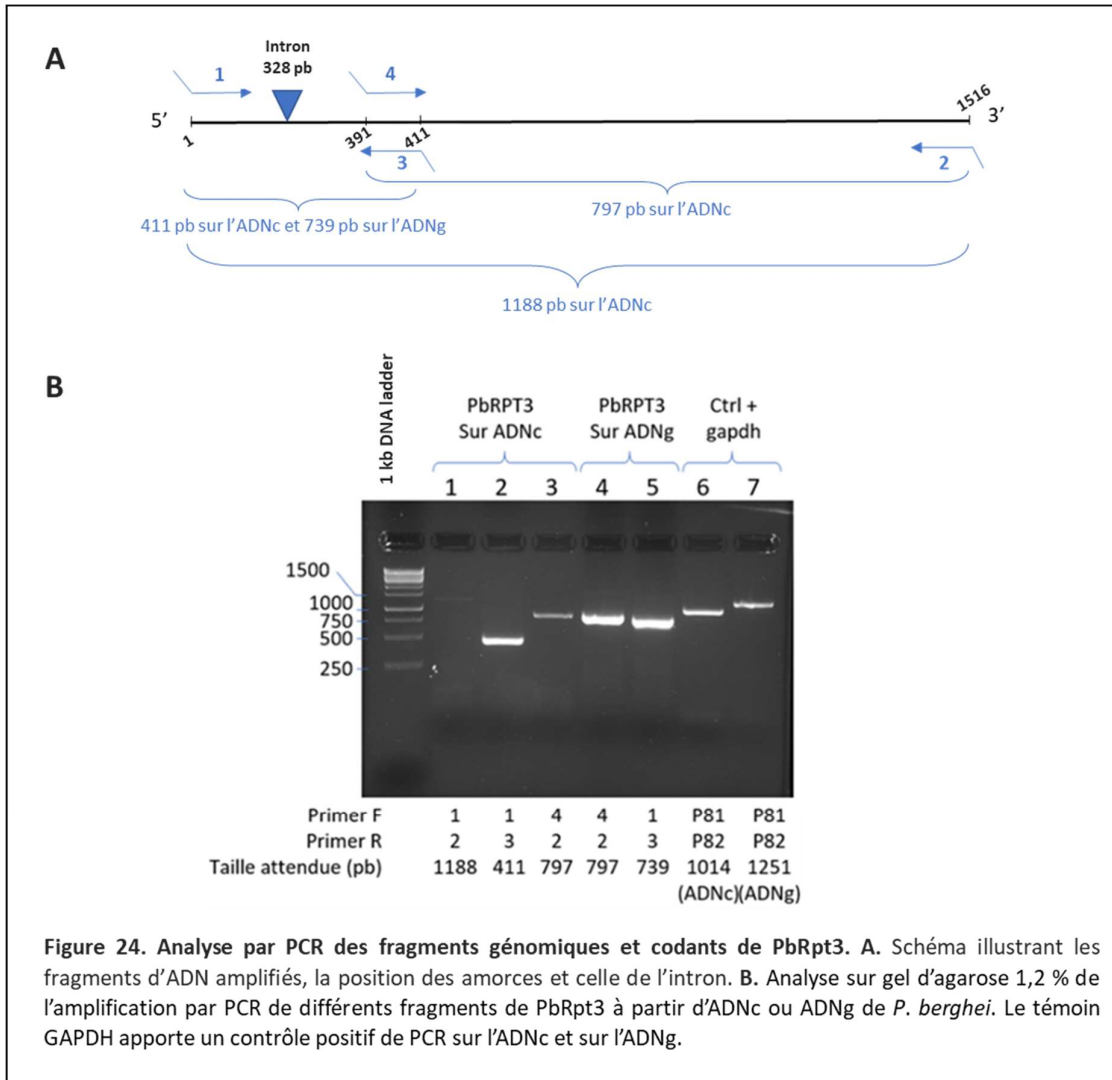 A
Intron
328 pb
1
4
5'
1
391
411
1516
3'
3
2
411 pb sur l'ADNc et 739 pb sur l'ADNg
797 pb sur l'ADNc
1188 pb sur l'ADNc
B
1 kb DNA ladder
PbRPT3
Sur ADNc
PbRPT3
Sur ADNg
Ctrl +
gapdh
1 2 3 4 5 6 7
1500
1000
750
500
250
Primer F 1 1 4 4 1 P81 P81
Primer R 2 3 2 2 3 P82 P82
Taille attendue (pb) 1188 411 797 797 739 1014 1251
(ADNc)(ADNg)
Figure 24. Analyse par PCR des fragments génomiques et codants de PbRpt3. A. Schéma illustrant les
fragments d'ADN amplifiés, la position des amorces et celle de l'intron. B. Analyse sur gel d'agarose 1,2 % de
l'amplification par PCR de différents fragments de PbRpt3 à partir d'ADNc ou ADNg de P. berghei. Le témoin
GAPDH apporte un contrôle positif de PCR sur l'ADNc et sur l'ADNg.